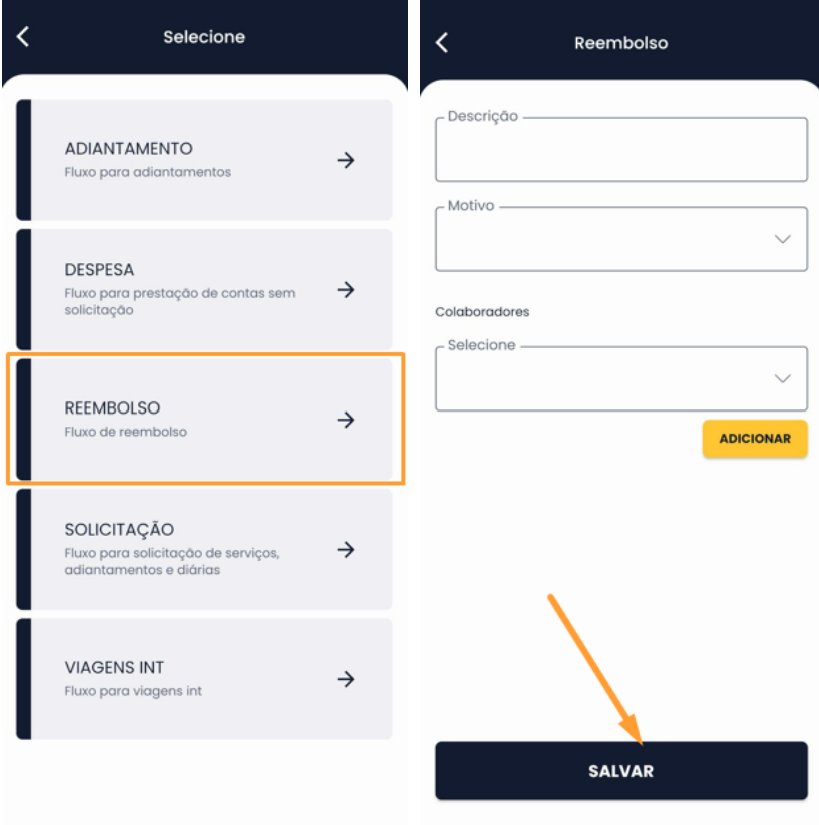 Selecione
ADIANTAMENTO
Fluxo para adiantamentos
DESPESA
Fluxo para prestação de contas sem
solicitação
REEMBOLSO
Fluxo de reembolso
SOLICITAÇÃO
Fluxo para solicitação de serviços,
adiantamentos e diárias
VIAGENS INT
Fluxo para viagens int
Reembolso
Descrição
Motivo
Colaboradores
Selecione
ADICIONAR
SALVAR